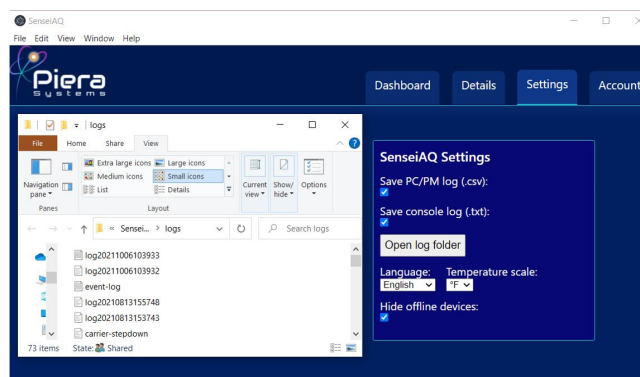 SenseiAQ
File Edit View Window Help
Piera
Systems
Dashboard Details Settings Account
logs
File Home Share View
Extra large icons Large icons
Medium icons Small icons
List Details
Navigation pane
Current view
Show/ hide
Options
Panes Layout
« Sensei... > logs
Search logs
log20211006103933
log20211006103932
event-log
log20210813155748
log20210813153743
carrier-stepdown
73 items State: Shared
SenseiAQ Settings
Save PC/PM log (.csv):
Save console log (.txt):
Open log folder
Language: Temperature scale:
English °F
Hide offline devices: